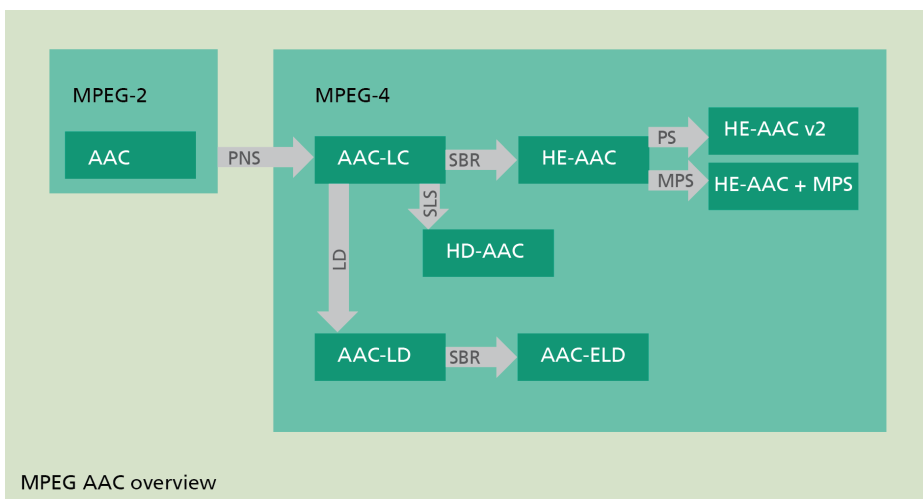 MPEG-2
MPEG-4
AAC
PNS
AAC-LC
SBR
HE-AAC
PS
MPS
HE-AAC v2
HE-AAC + MPS
LD
SLS
HD-AAC
AAC-LD
SBR
AAC-ELD
MPEG AAC overview